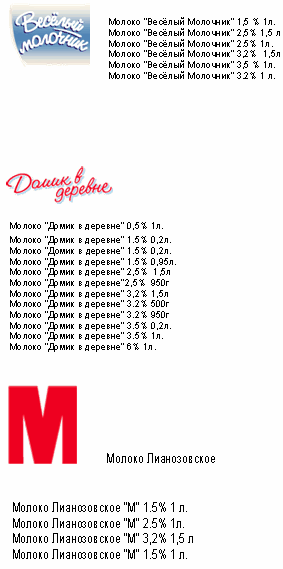 Весёлый молочник
Молоко "Весёлый Молочник" 1,5 % 1л.
Молоко "Весёлый Молочник" 2,5% 1,5 л
Молоко "Весёлый Молочник" 2.5% 1л.
Молоко "Весёлый Молочник" 3,2% 1,5л
Молоко "Весёлый Молочник" 3,5 % 1л.
Молоко "Весёлый Молочник" 3.2% 1 л.
Домик в деревне
Молоко "Домик в деревне" 0,5% 1л.
Молоко "Домик в деревне" 1.5% 0,2л.
Молоко "Домик в деревне" 1.5% 0,2л.
Молоко "Домик в деревне" 1.5% 0,95л.
Молоко "Домик в деревне" 2,5% 1,5л
Молоко "Домик в деревне"2,5% 950г
Молоко "Домик в деревне" 3,2% 1,5л
Молоко "Домик в деревне" 3.2% 500г
Молоко "Домик в деревне" 3.2% 950г
Молоко "Домик в деревне" 3.5% 0,2л.
Молоко "Домик в деревне" 3.5% 1л.
Молоко "Домик в деревне" 6% 1л.
М
Молоко Лианозовское
Молоко Лианозовское "М" 1.5% 1 л.
Молоко Лианозовское "М" 2.5% 1л.
Молоко Лианозовское "М" 3,2% 1,5 л
Молоко Лианозовское "М" 1.5% 1 л.